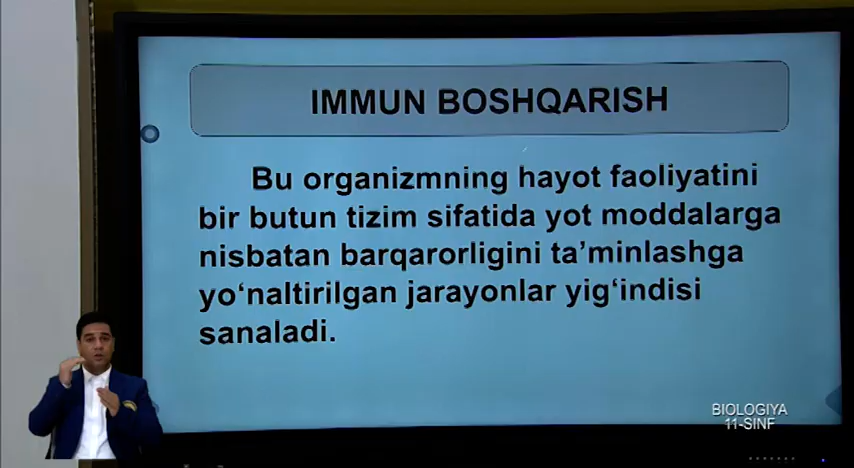 IMMUN BOSHQARISH
Bu organizmning hayot faoliyatini
bir butun tizim sifatida yot moddalarga
nisbatan barqarorligini ta’minlashga
yo‘naltirilgan jarayonlar yig‘indisi
sanaladi.
BIOLOGIYA
11-SINF